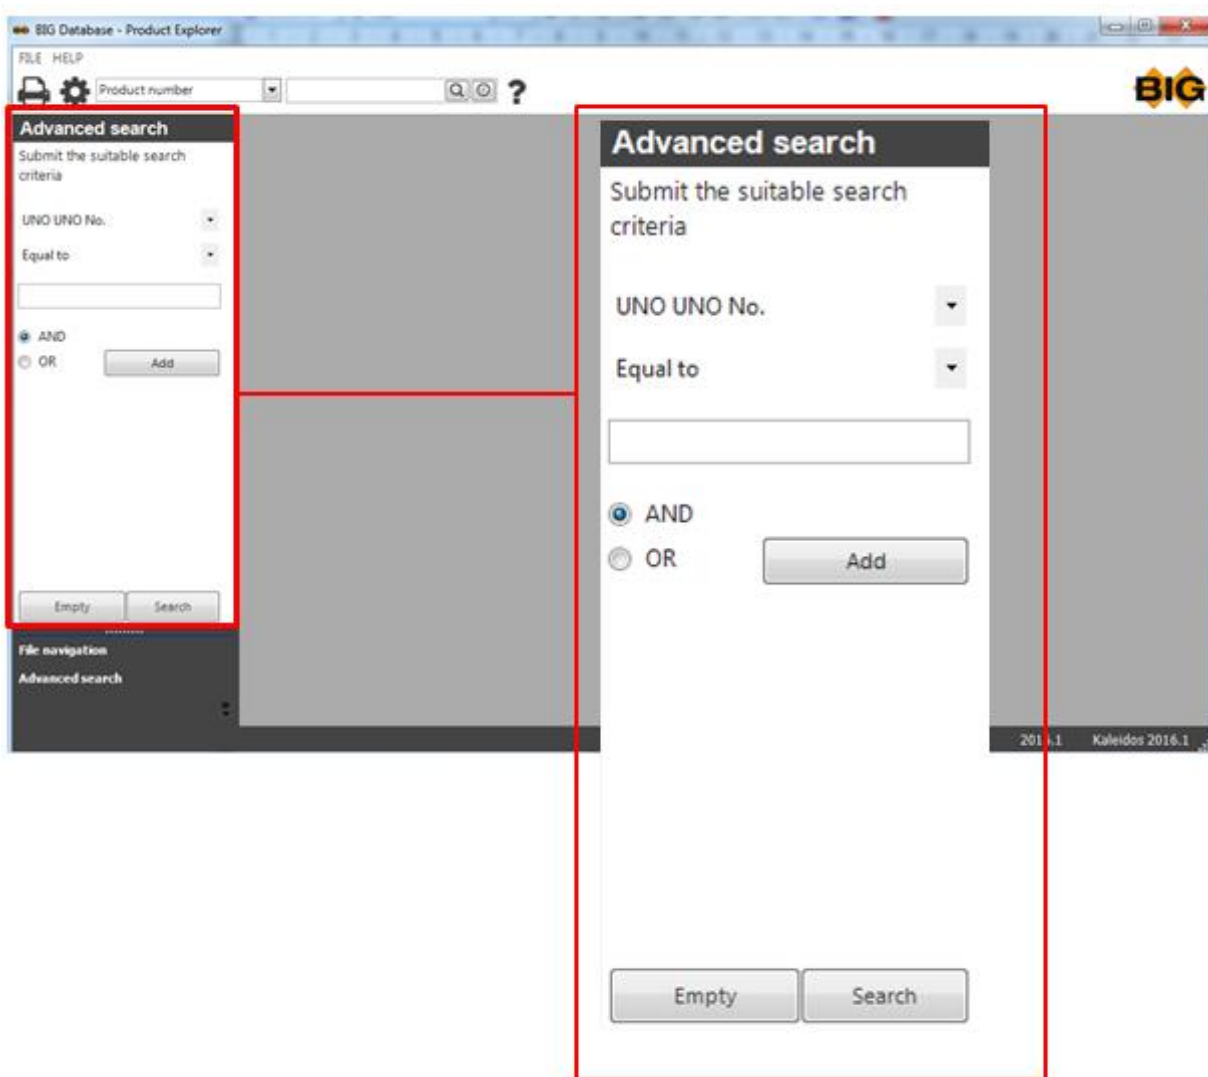 BIG Database - Product Explorer
FILE HELP
Product number
?
BIG
Advanced search
Submit the suitable search
criteria
UNO UNO No.
Equal to
AND
OR
Add
Empty
Search
File navigation
Advanced search
Advanced search
Submit the suitable search
criteria
UNO UNO No.
Equal to
AND
OR
Add
Empty
Search
Kaleidos 2016.1